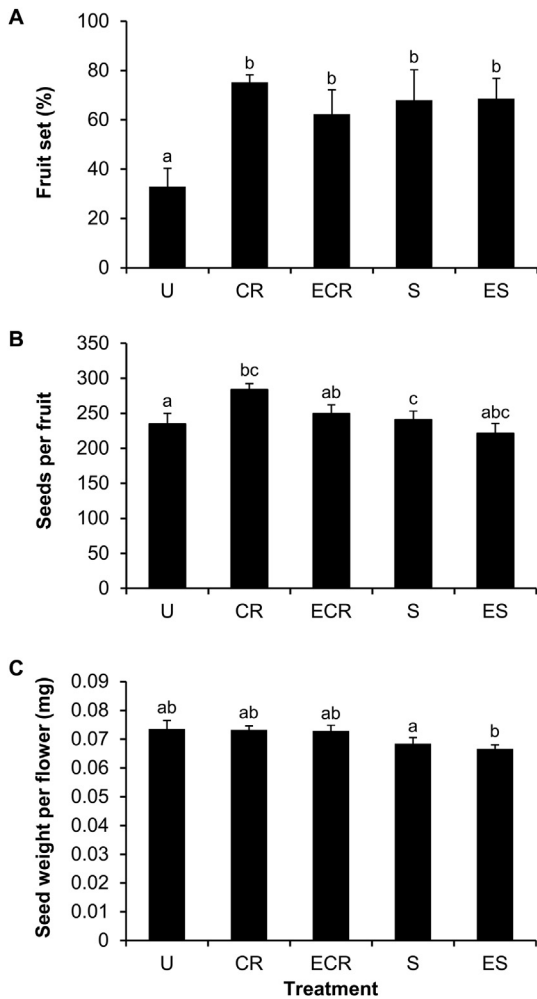 A
Fruit set (%)
100
80
60
40
20
0
a
b
b
b
b
U CR ECR S ES
B
Seeds per fruit
350
300
250
200
150
100
50
0
a
bc
ab
c
abc
U CR ECR S ES
C
Seed weight per flower (mg)
0.09
0.08
0.07
0.06
0.05
0.04
0.03
0.02
0.01
0
ab
ab
ab
a
b
U CR ECR S ES
Treatment